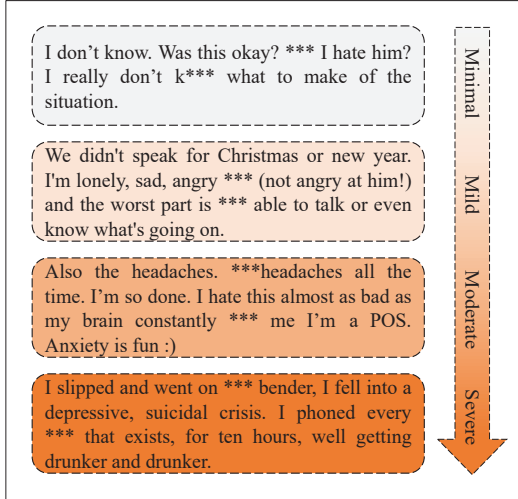 I don’t know. Was this okay? *** I hate him?
I really don’t k*** what to make of the
situation.
Minimal
We didn't speak for Christmas or new year.
I'm lonely, sad, angry *** (not angry at him!)
and the worst part is *** able to talk or even
know what's going on.
Mild
Also the headaches. ***headaches all the
time. I’m so done. I hate this almost as bad as
my brain constantly *** me I’m a POS.
Anxiety is fun :)
Moderate
I slipped and went on *** bender, I fell into a
depressive, suicidal crisis. I phoned every
*** that exists, for ten hours, well getting
drunker and drunker.
Severe